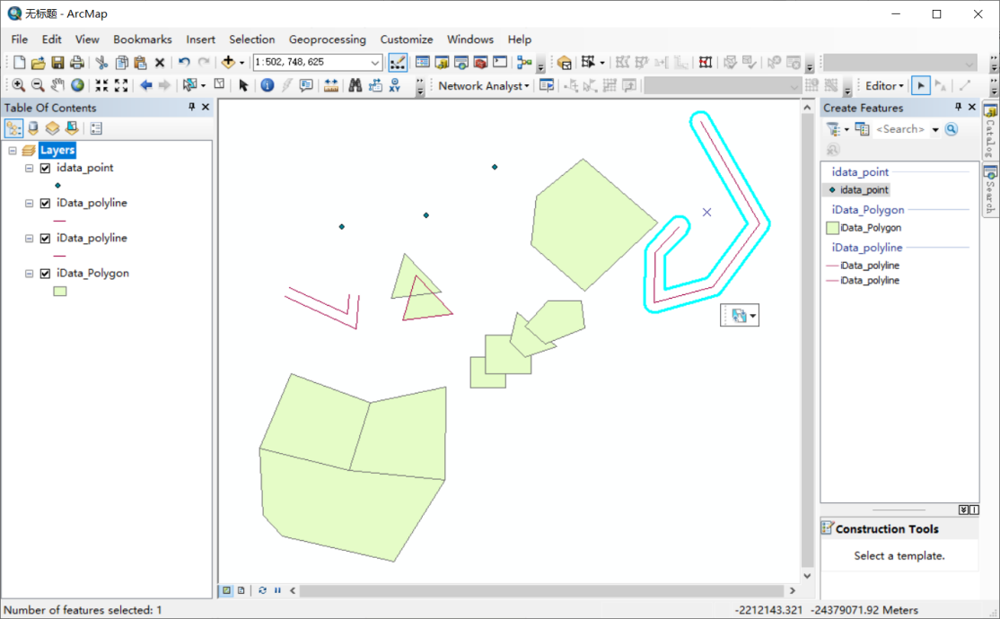 无标题 - ArcMap
File Edit View Bookmarks Insert Selection Geoprocessing Customize Windows Help
1:502,748,625
Network Analyst Editor
Table Of Contents
Layers
idata_point
iData_polyline
iData_polyline
iData_Polygon
Create Features
<Search>
idata_point
idata_point
iData_Polygon
iData_Polygon
iData_polyline
iData_polyline
iData_polyline
Construction Tools
Select a template.
Catalog
Search
Number of features selected: 1
-2212143.321 -24379071.92 Meters